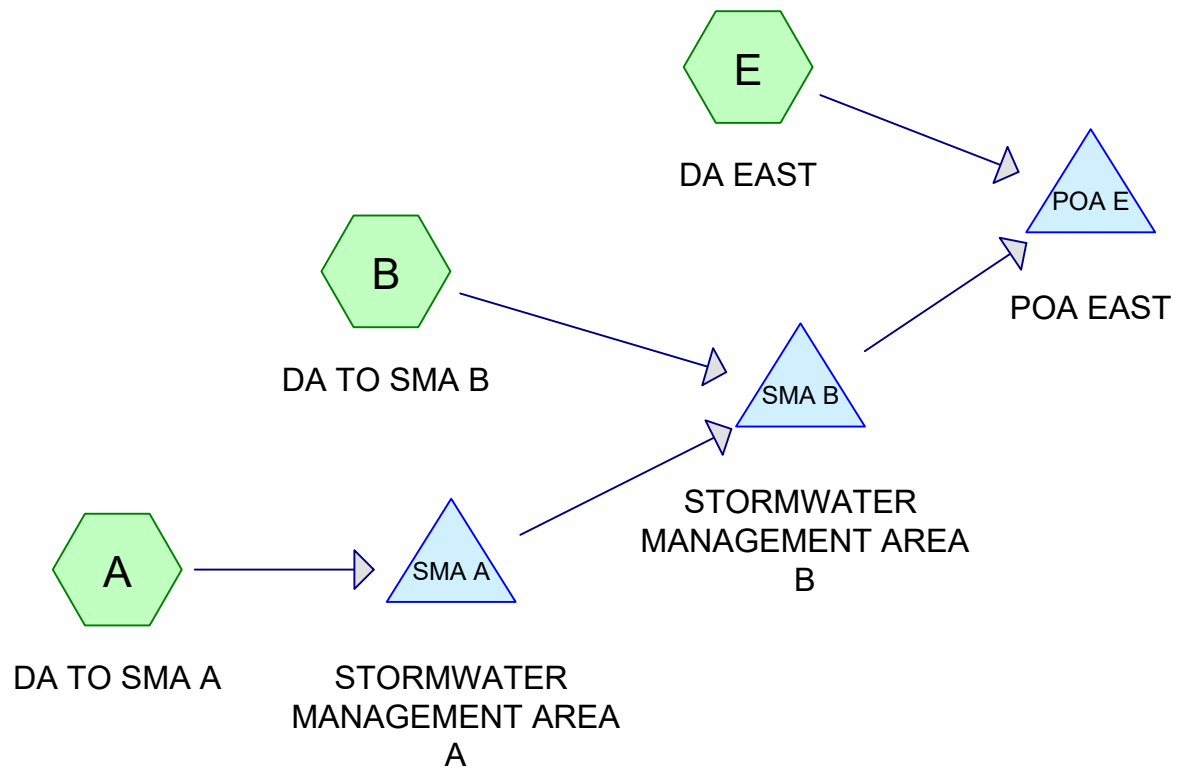 E
DA EAST
POA E
POA EAST
B
DA TO SMA B
SMA B
STORMWATER
MANAGEMENT AREA
B
A
DA TO SMA A
SMA A
STORMWATER
MANAGEMENT AREA
A